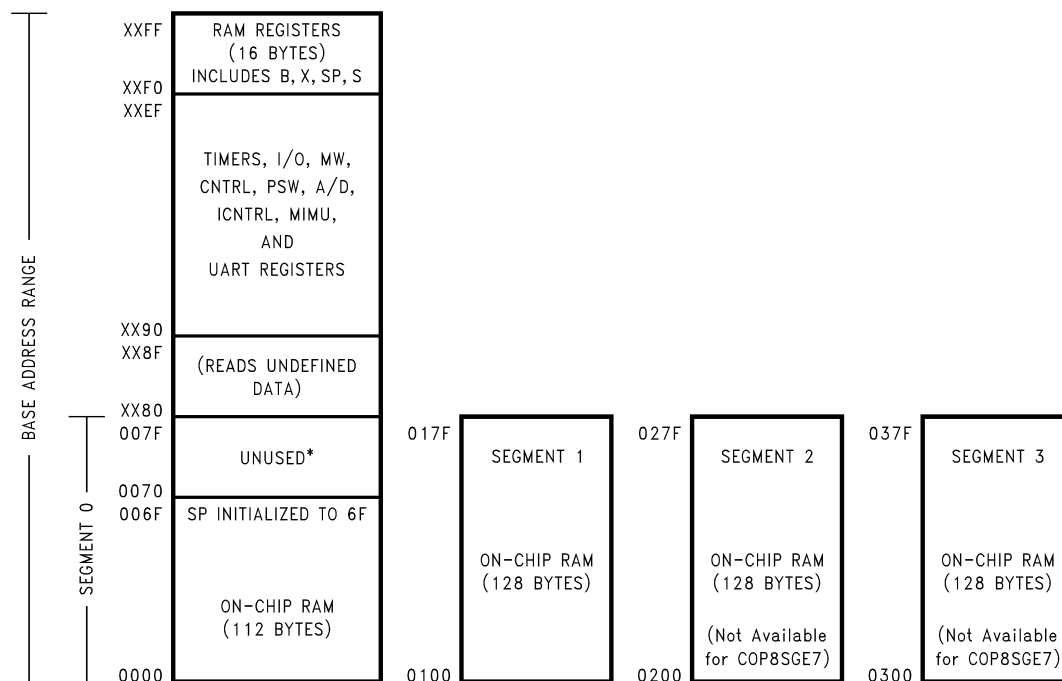 XXFF
RAM REGISTERS
(16 BYTES)
INCLUDES B, X, SP, S
XXF0
XXEF
TIMERS, I/O, MW,
CNTRL, PSW, A/D,
ICNTRL, MIMU,
AND
UART REGISTERS
XX90
XX8F
(READS UNDEFINED
DATA)
XX80
BASE ADDRESS RANGE
007F
UNUSED*
0070
006F
SP INITIALIZED TO 6F
SEGMENT 0
ON-CHIP RAM
(112 BYTES)
0000
017F
SEGMENT 1
ON-CHIP RAM
(128 BYTES)
0100
027F
SEGMENT 2
ON-CHIP RAM
(128 BYTES)
(Not Available
for COP8SGE7)
0200
037F
SEGMENT 3
ON-CHIP RAM
(128 BYTES)
(Not Available
for COP8SGE7)
0300